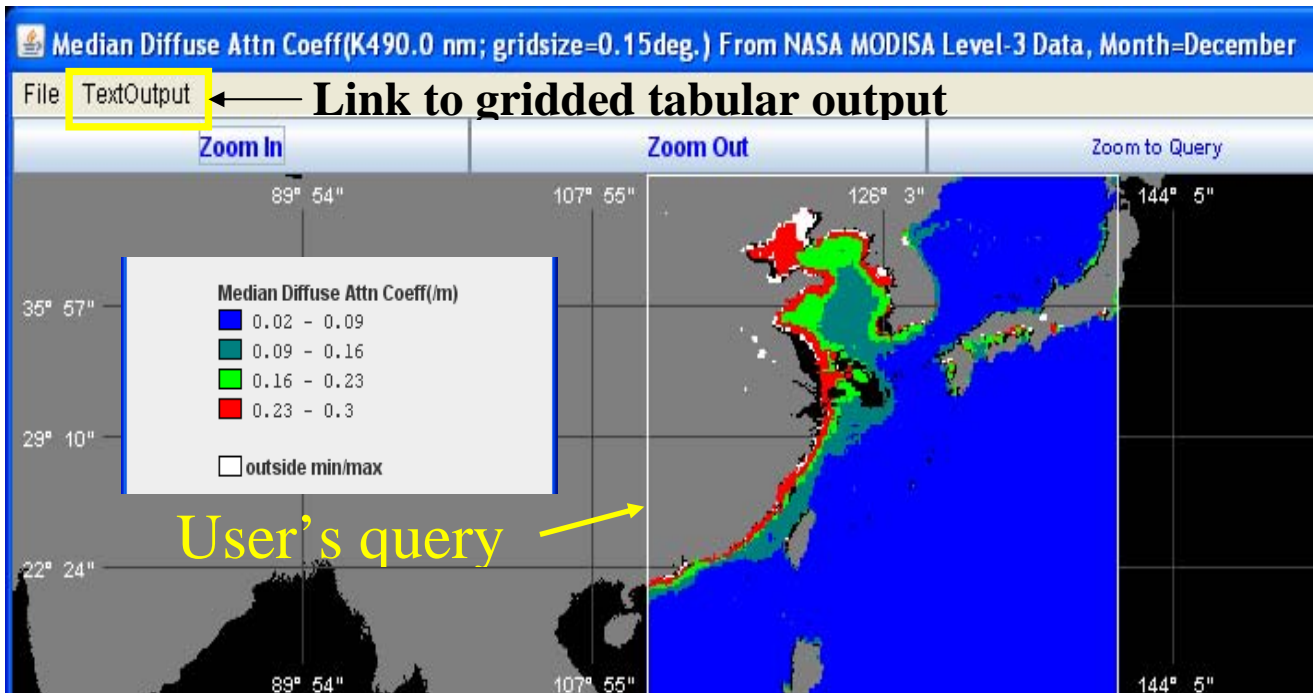 Median Diffuse Attn Coeff(K490.0 nm; gridsize=0.15deg.) From NASA MODISA Level-3 Data, Month=December
File TextOutput
Link to gridded tabular output
Zoom In Zoom Out Zoom to Query
89° 54" 107° 55" 126° 3" 144° 5"
Median Diffuse Attn Coeff(/m)
35° 57"
0.02 - 0.09
0.09 - 0.16
0.16 - 0.23
0.23 - 0.3
29° 10"
outside min/max
User's query
22° 24"
89° 54" 107° 55" 144° 5"